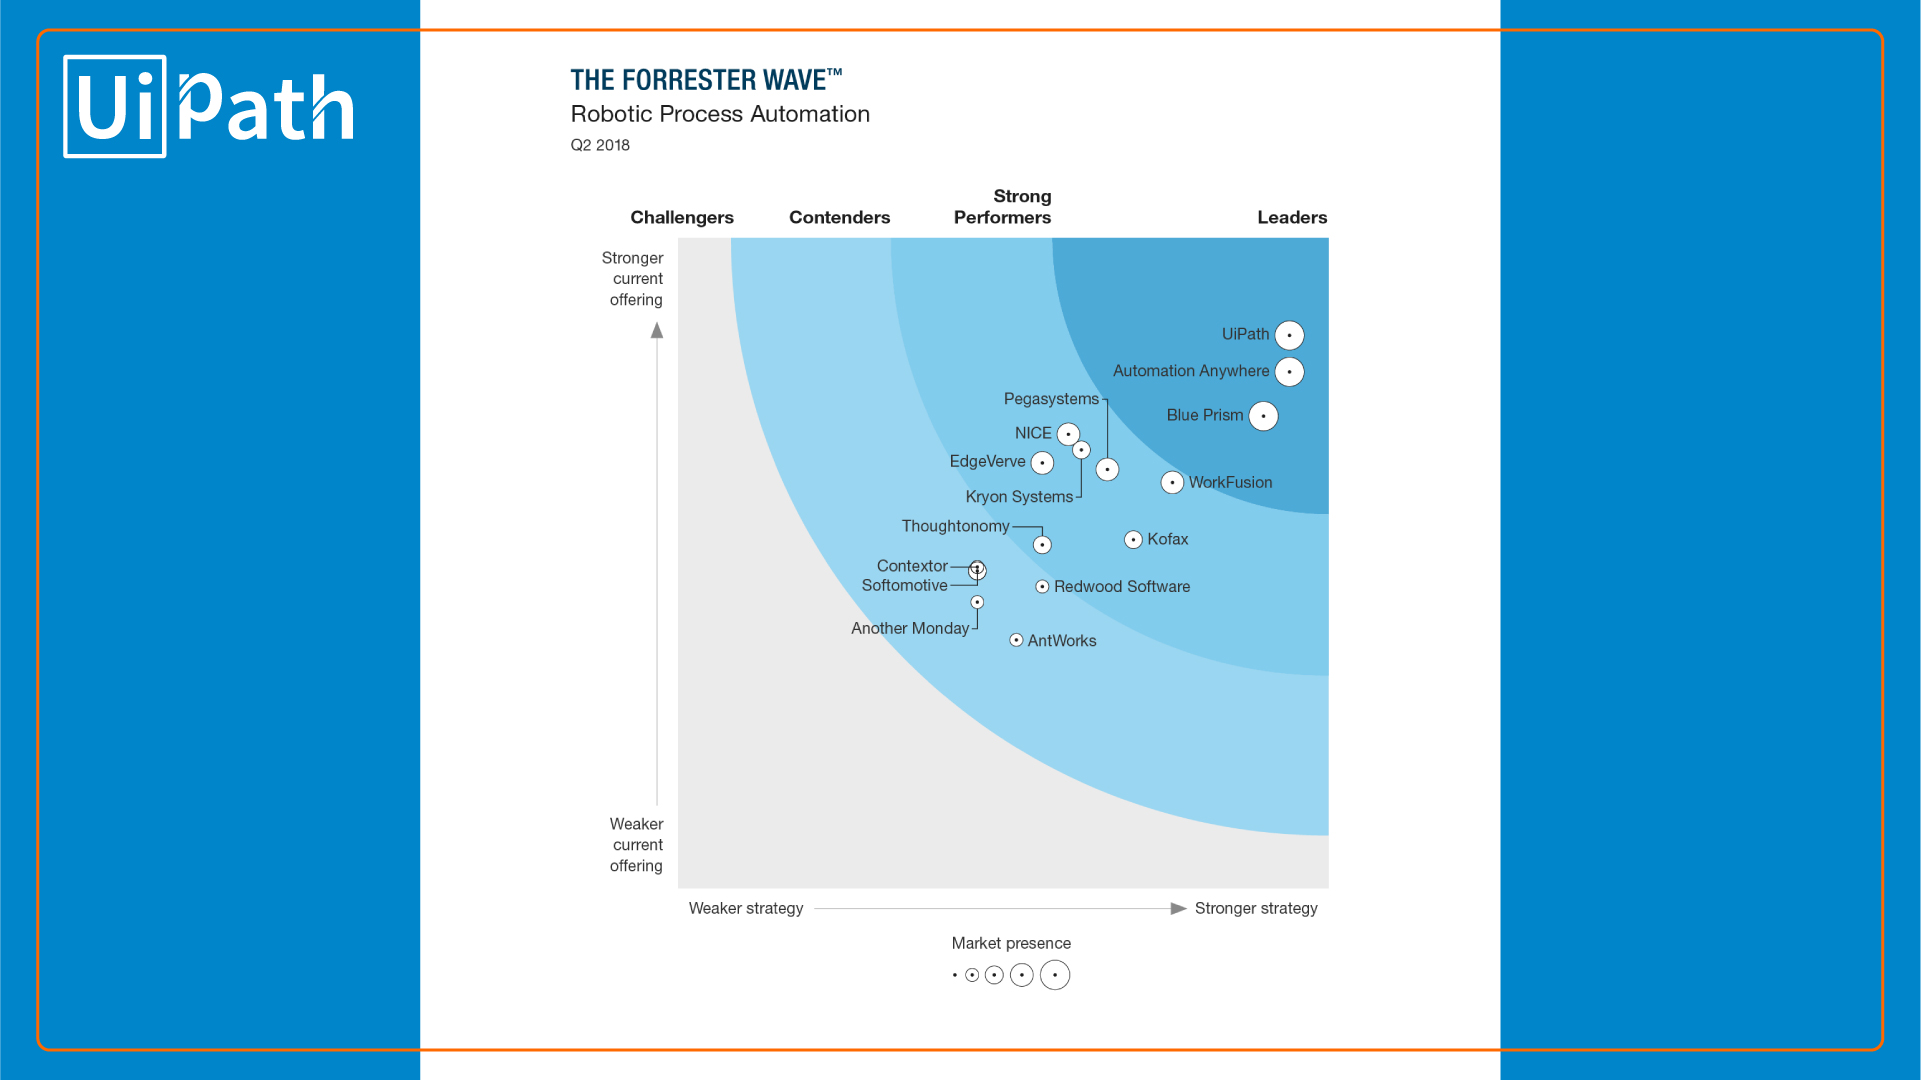 UiPath
THE FORRESTER WAVE™
Robotic Process Automation
Q2 2018
Strong
Challengers Contenders Performers Leaders
Stronger
current
offering
UiPath
Automation Anywhere
Pegasystems
Blue Prism
NICE
EdgeVerve
WorkFusion
Kryon Systems
Thoughtonomy
Kofax
Contextor
Softomotive
Redwood Software
Another Monday
AntWorks
Weaker
current
offering
Weaker strategy Stronger strategy
Market presence